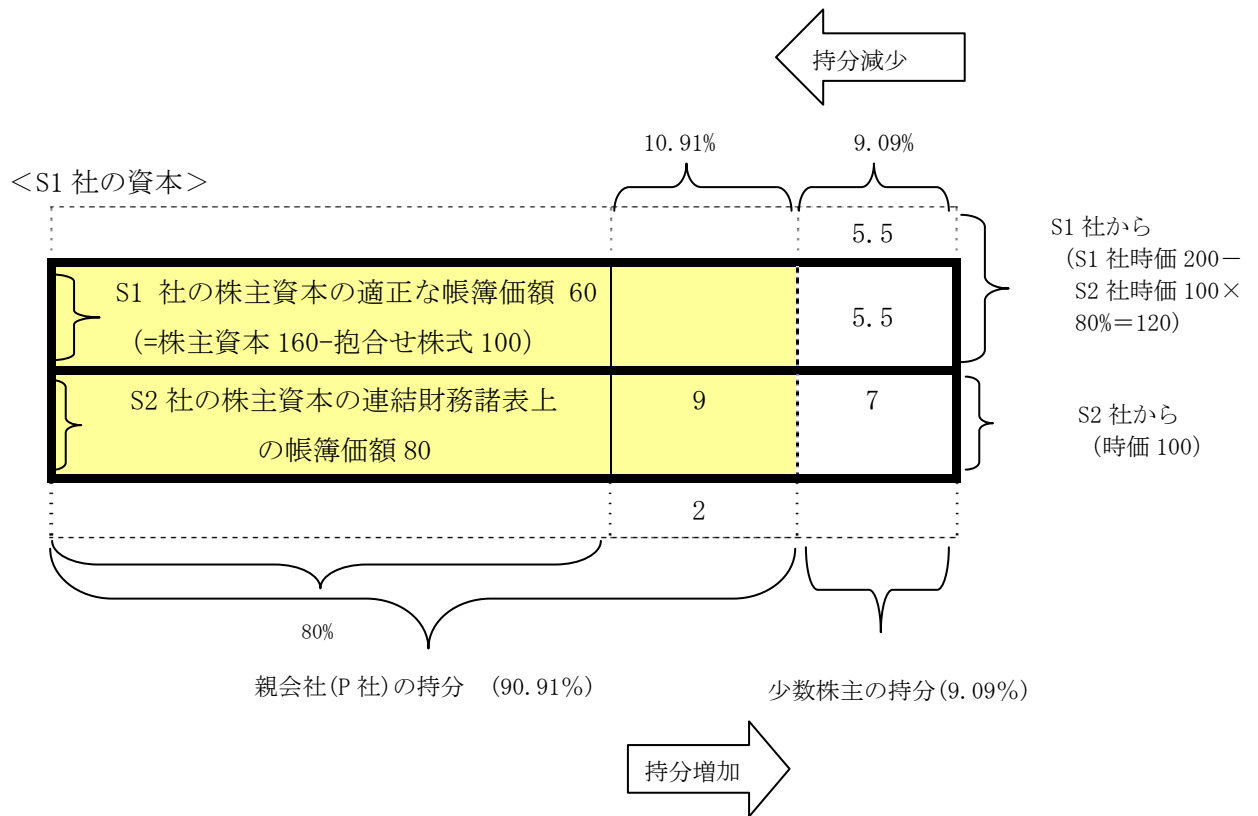 持分減少
10.91%
9.09%
＜S1 社の資本＞
5.5
S1 社から
（S1 社時価 200－
S2 社時価 100×
80%＝120）
S1 社の株主資本の適正な帳簿価額 60
(=株主資本 160-抱合せ株式 100）
5.5
S2 社の株主資本の連結財務諸表上
の帳簿価額 80
9
7
S2 社から
（時価 100）
2
80%
親会社(P 社)の持分 （90.91％）
少数株主の持分(9.09％)
持分増加